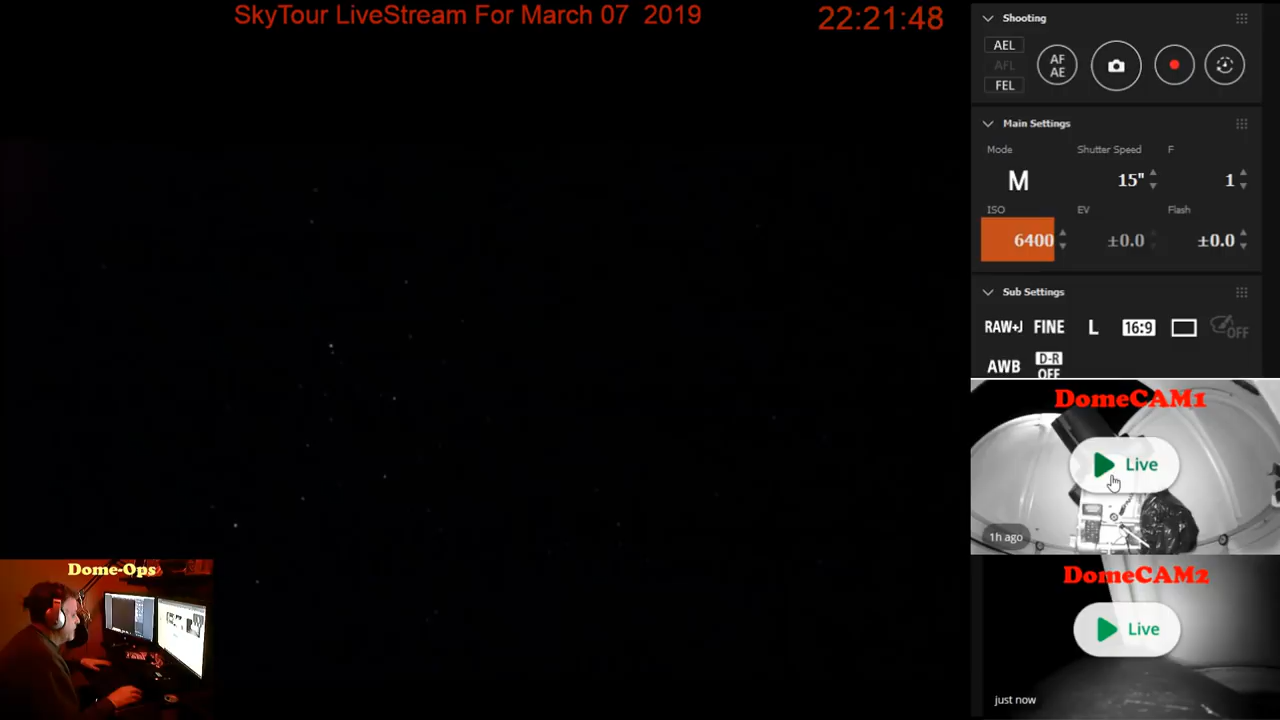 SkyTour LiveStream For March 07 2019
22:21:48
Shooting
AEL
AFL
FEL
AF
AE
Main Settings
Mode
Shutter Speed
F
M
15"
1
ISO
EV
Flash
6400
±0.0
±0.0
Sub Settings
RAW+J
FINE
L
16:9
OFF
AWB
D-R
OFF
DomeCAM1
Live
1h ago
DomeCAM2
Live
just now
Dome-Ops